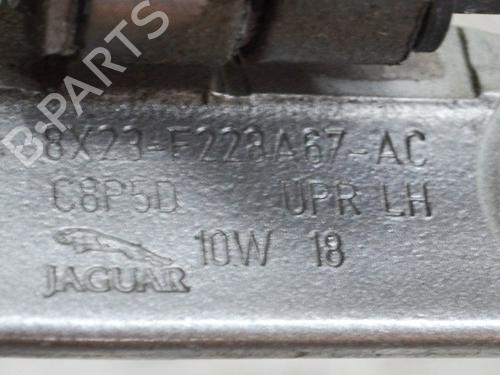 8X23-F228A67-AC
C8P5D UPR LH
JAGUAR 10W 18
B-PARTS